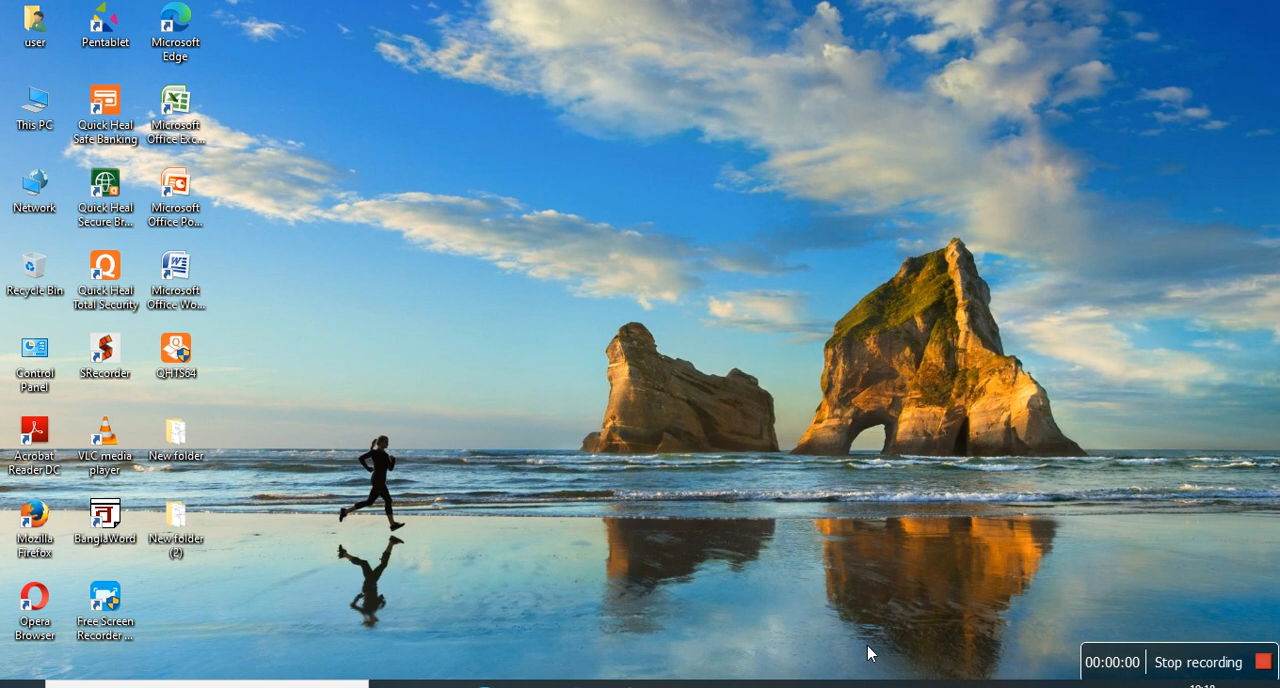 user
Pentablet
Microsoft
Edge
This PC
Quick Heal
Safe Banking
Microsoft
Office Exc...
Network
Quick Heal
Secure Br...
Microsoft
Office Po...
Recycle Bin
Quick Heal
Total Security
Microsoft
Office Wo...
Control
Panel
SRecorder
QHTS64
Acrobat
Reader DC
VLC media
player
New folder
Mozilla
Firefox
BanglaWord
New folder
(2)
Opera
Browser
Free Screen
Recorder ...
00:00:00 Stop recording